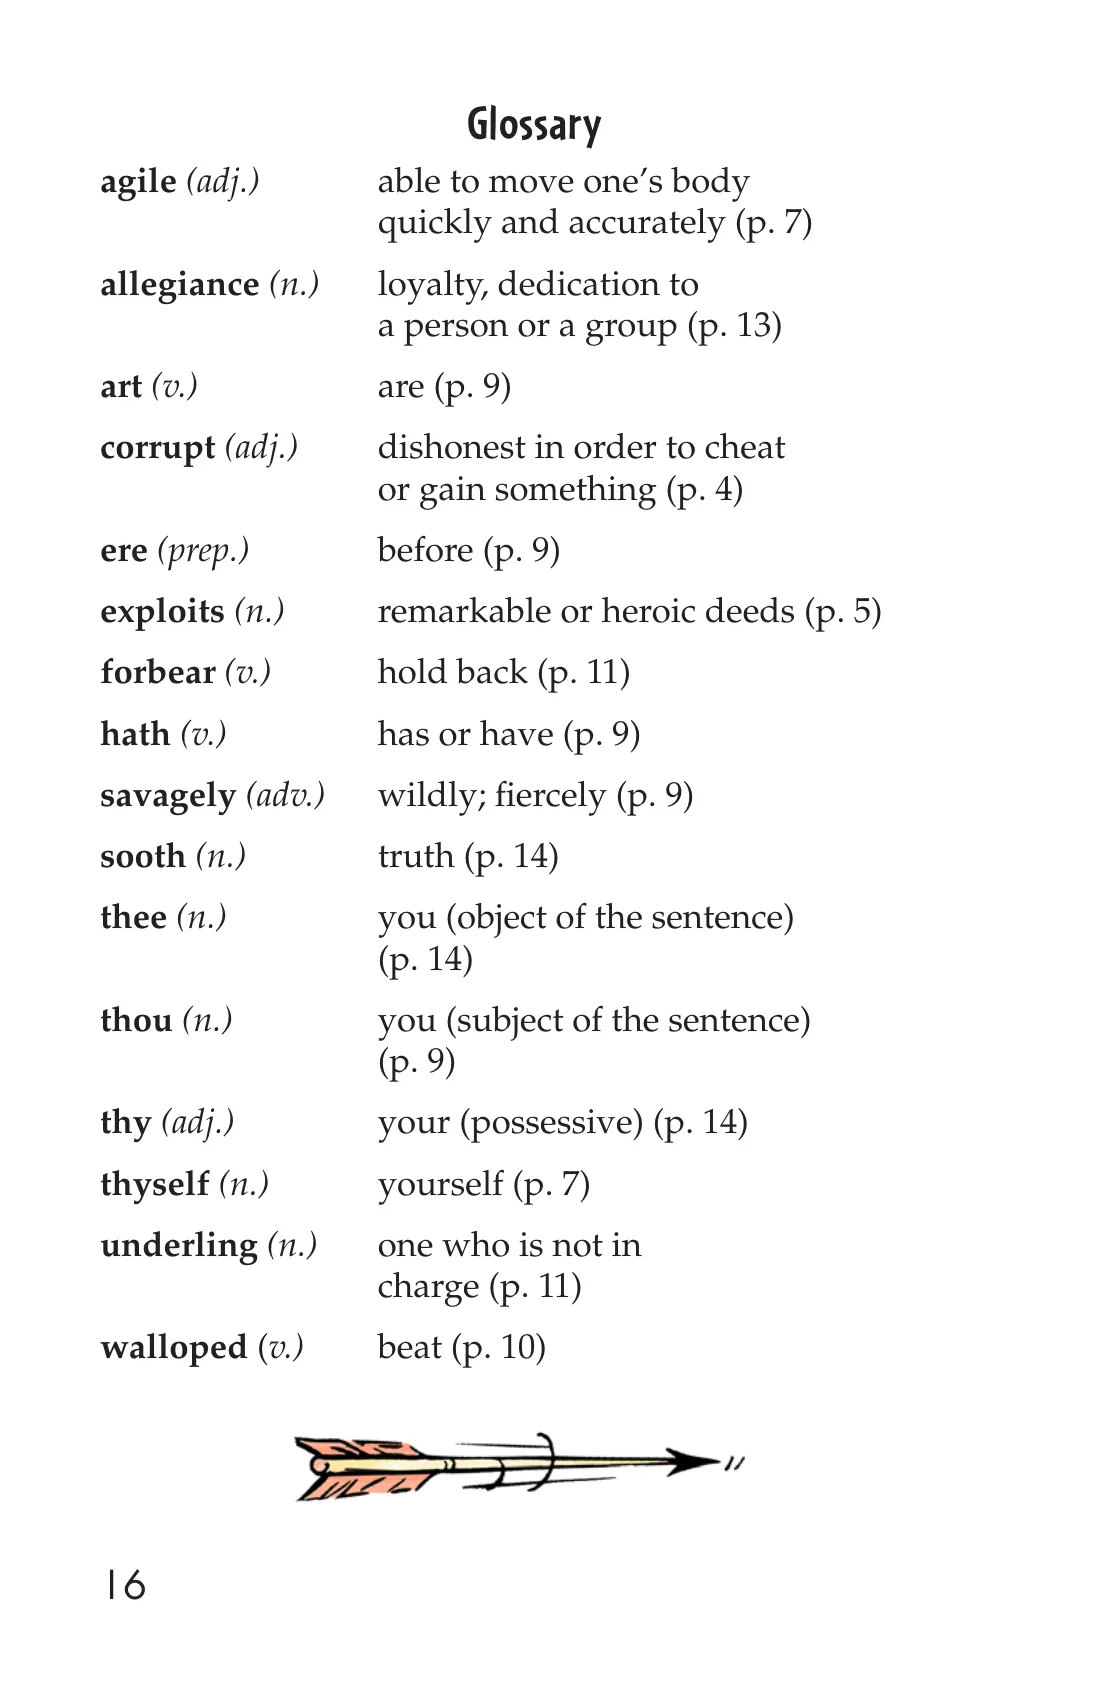 Glossary
agile (adj.) able to move one’s body
quickly and accurately (p. 7)
allegiance (n.) loyalty, dedication to
a person or a group (p. 13)
art (v.) are (p. 9)
corrupt (adj.) dishonest in order to cheat
or gain something (p. 4)
ere (prep.) before (p. 9)
exploits (n.) remarkable or heroic deeds (p. 5)
forbear (v.) hold back (p. 11)
hath (v.) has or have (p. 9)
savagely (adv.) wildly; fiercely (p. 9)
sooth (n.) truth (p. 14)
thee (n.) you (object of the sentence)
(p. 14)
thou (n.) you (subject of the sentence)
(p. 9)
thy (adj.) your (possessive) (p. 14)
thyself (n.) yourself (p. 7)
underling (n.) one who is not in
charge (p. 11)
walloped (v.) beat (p. 10)
16